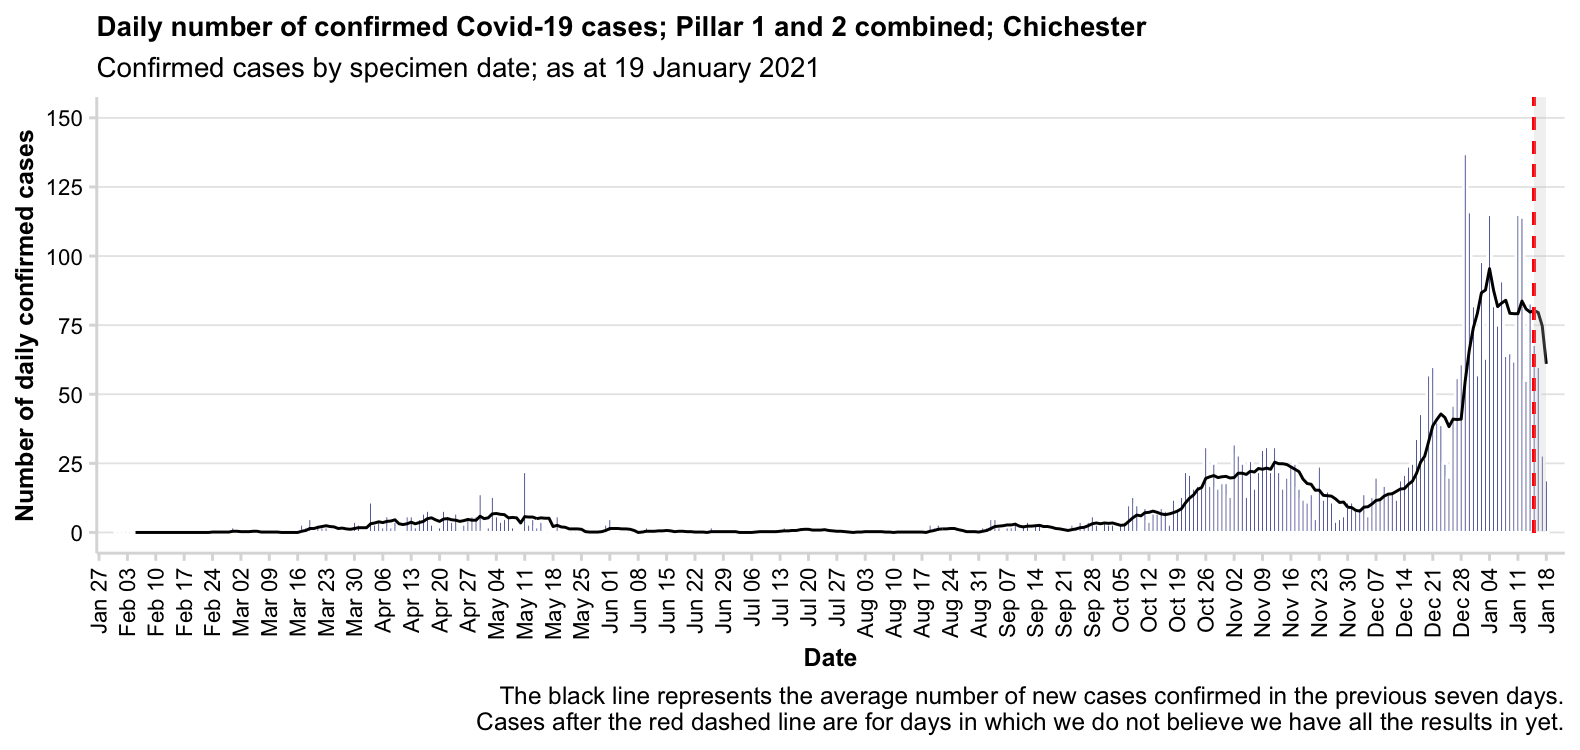 Daily number of confirmed Covid-19 cases; Pillar 1 and 2 combined; Chichester
Confirmed cases by specimen date; as at 19 January 2021
Number of daily confirmed cases
150
125
100
75
50
25
0
Jan 27
Feb 03
Feb 10
Feb 17
Feb 24
Mar 02
Mar 09
Mar 16
Mar 23
Mar 30
Apr 06
Apr 13
Apr 20
Apr 27
May 04
May 11
May 18
May 25
Jun 01
Jun 08
Jun 15
Jun 22
Jun 29
Jul 06
Jul 13
Jul 20
Jul 27
Aug 03
Aug 10
Aug 17
Aug 24
Aug 31
Sep 07
Sep 14
Sep 21
Sep 28
Oct 05
Oct 12
Oct 19
Oct 26
Nov 02
Nov 09
Nov 16
Nov 23
Nov 30
Dec 07
Dec 14
Dec 21
Dec 28
Jan 04
Jan 11
Jan 18
Date
The black line represents the average number of new cases confirmed in the previous seven days.
Cases after the red dashed line are for days in which we do not believe we have all the results in yet.